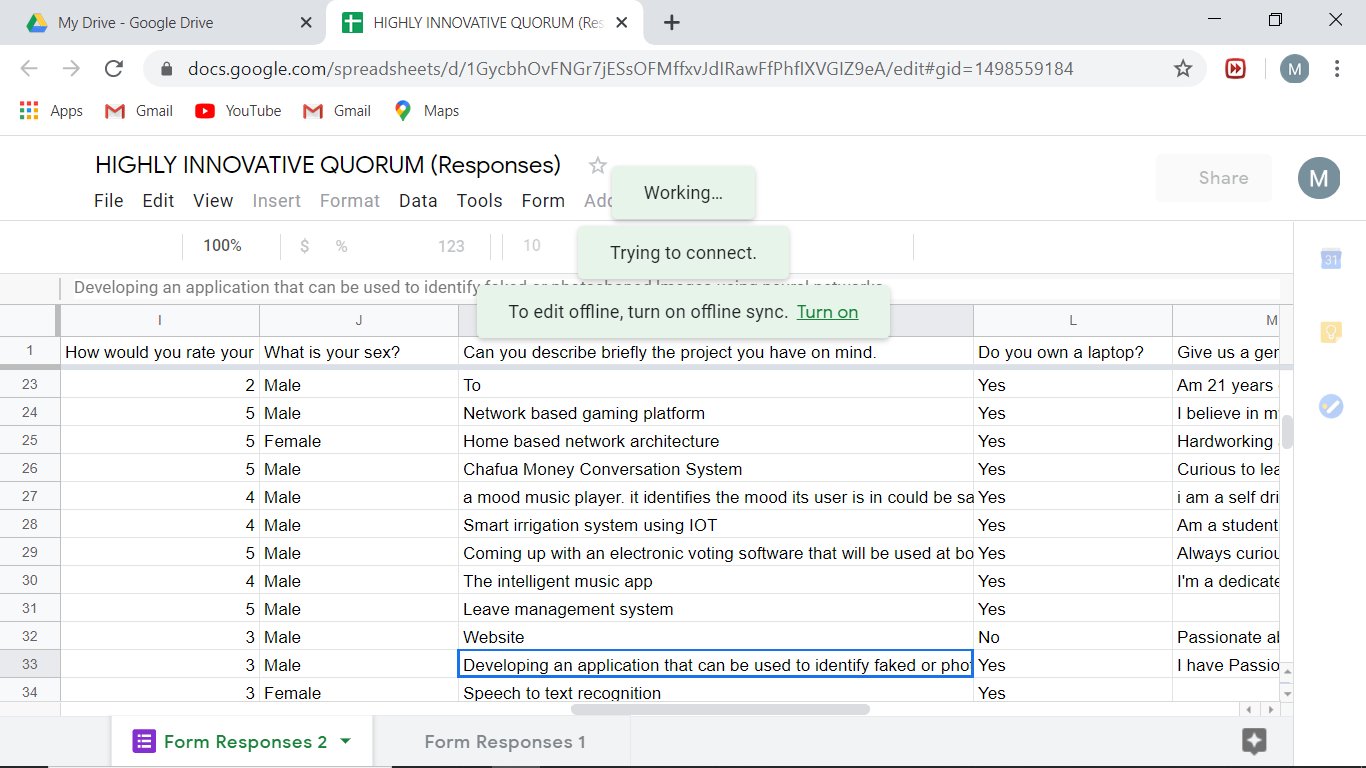 My Drive - Google Drive
HIGHLY INNOVATIVE QUORUM (Res
docs.google.com/spreadsheets/d/1GycbhOvFNGr7jESsOFMffxvJdIRawFfPhfIXVGIZ9eA/edit#gid=1498559184
M
Apps Gmail YouTube Gmail Maps
HIGHLY INNOVATIVE QUORUM (Responses)
Share
M
File Edit View Insert Format Data Tools Form Add
Working...
100% $ % 123 10
Trying to connect.
31
Developing an application that can be used to identify faked or photoshoped Images using neural networks
To edit offline, turn on offline sync. Turn on
I J L M
1 How would you rate your What is your sex? Can you describe briefly the project you have on mind. Do you own a laptop? Give us a ger
23 2 Male To Yes Am 21 years
24 5 Male Network based gaming platform Yes I believe in m
25 5 Female Home based network architecture Yes Hardworking
26 5 Male Chafua Money Conversation System Yes Curious to lea
27 4 Male a mood music player. it identifies the mood its user is in could be sa Yes i am a self dri
28 4 Male Smart irrigation system using IOT Yes Am a student
29 5 Male Coming up with an electronic voting software that will be used at bo Yes Always curiou
30 4 Male The intelligent music app Yes I'm a dedicate
31 5 Male Leave management system Yes
32 3 Male Website No Passionate al
33 3 Male Developing an application that can be used to identify faked or phot Yes I have Passio
34 3 Female Speech to text recognition Yes
Form Responses 2 Form Responses 1